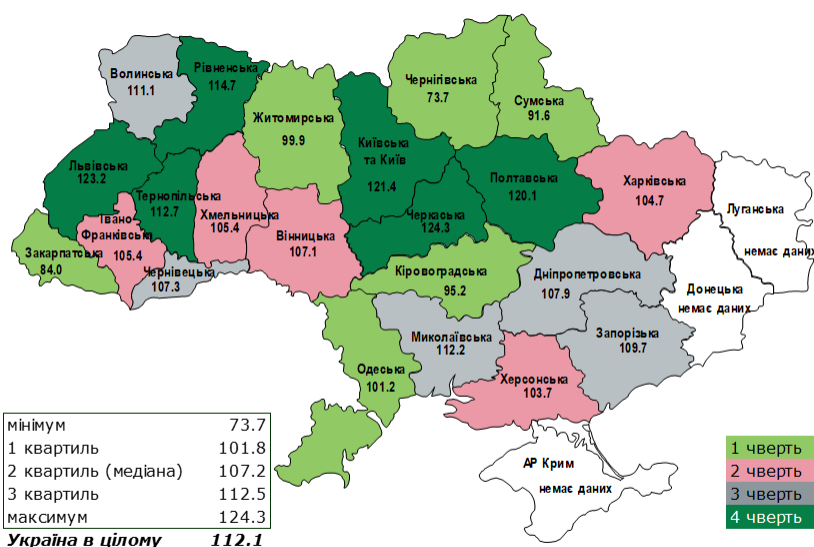 Волинська
111.1
Рівненська
114.7
Житомирська
99.9
Чернігівська
73.7
Сумська
91.6
Київська
та Київ
121.4
Львівська
123.2
Тернопільська
112.7
Хмельницька
105.4
Вінницька
107.1
Черкаська
124.3
Полтавська
120.1
Харківська
104.7
Луганська
немає даних
Івано-
Франківська
105.4
Закарпатська
84.0
Чернівецька
107.3
Кіровоградська
95.2
Дніпропетровська
107.9
Донецька
немає даних
Миколаївська
112.2
Запорізька
109.7
Одеська
101.2
Херсонська
103.7
АР Крим
немає даних
мінімум 73.7
1 квартиль 101.8
2 квартиль (медіана) 107.2
3 квартиль 112.5
максимум 124.3
Україна в цілому 112.1
1 чверть
2 чверть
3 чверть
4 чверть